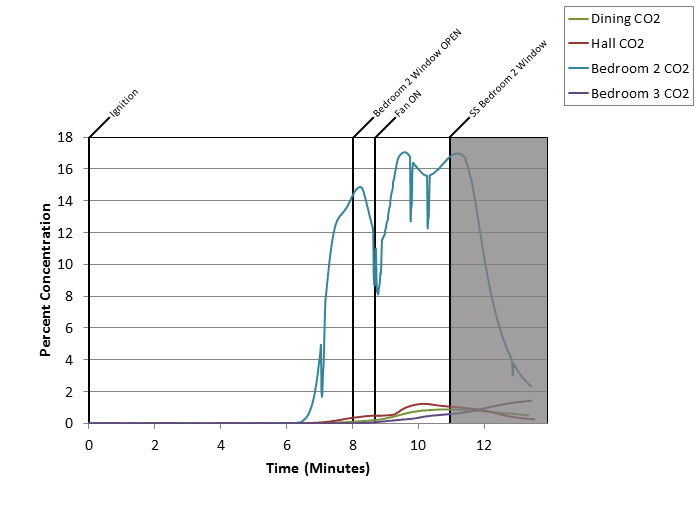 Dining CO2
Hall CO2
Bedroom 2 CO2
Bedroom 3 CO2
Ignition
Bedroom 2 Window OPEN
Fan ON
SS Bedroom 2 Window
18
16
14
12
10
8
6
4
2
0
Percent Concentration
0 2 4 6 8 10 12
Time (Minutes)